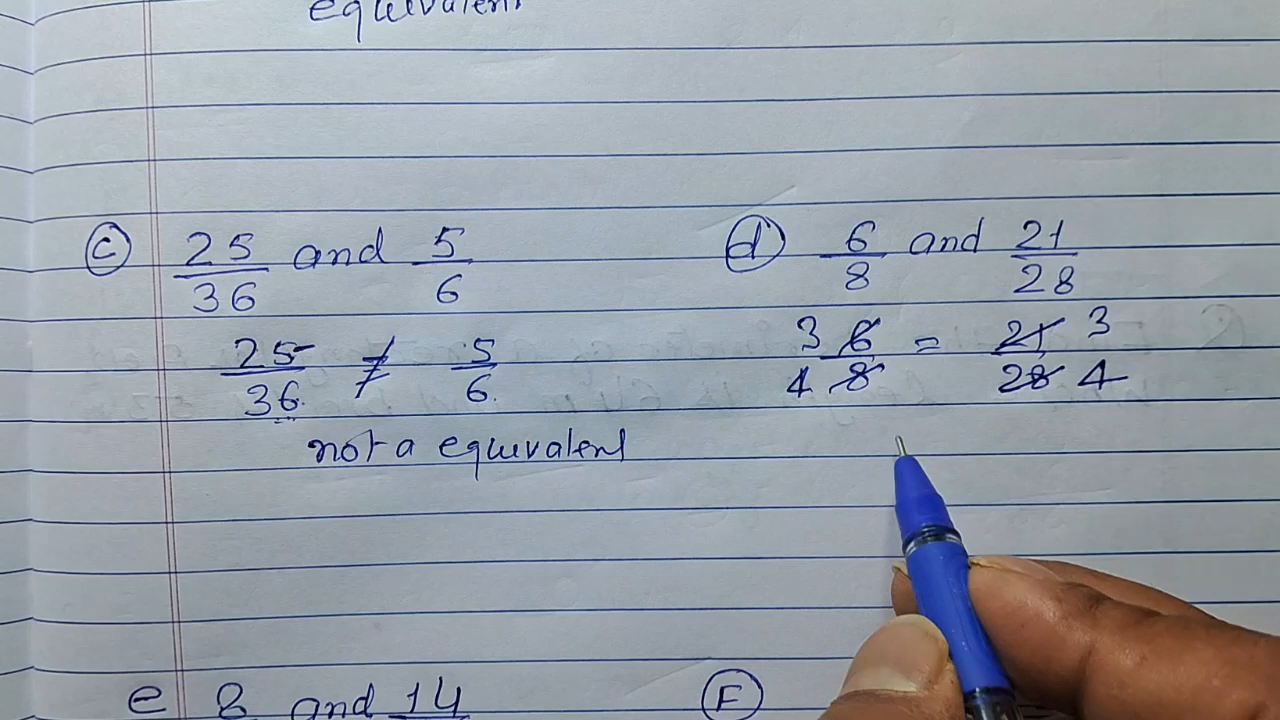 equivalent
(c) 25/36 and 5/6
25/36 ≠ 5/6
not a equivalent
(d) 6/8 and 21/28
3 6 = 21 3
4 8 28 4
e 8 and 14
(F)